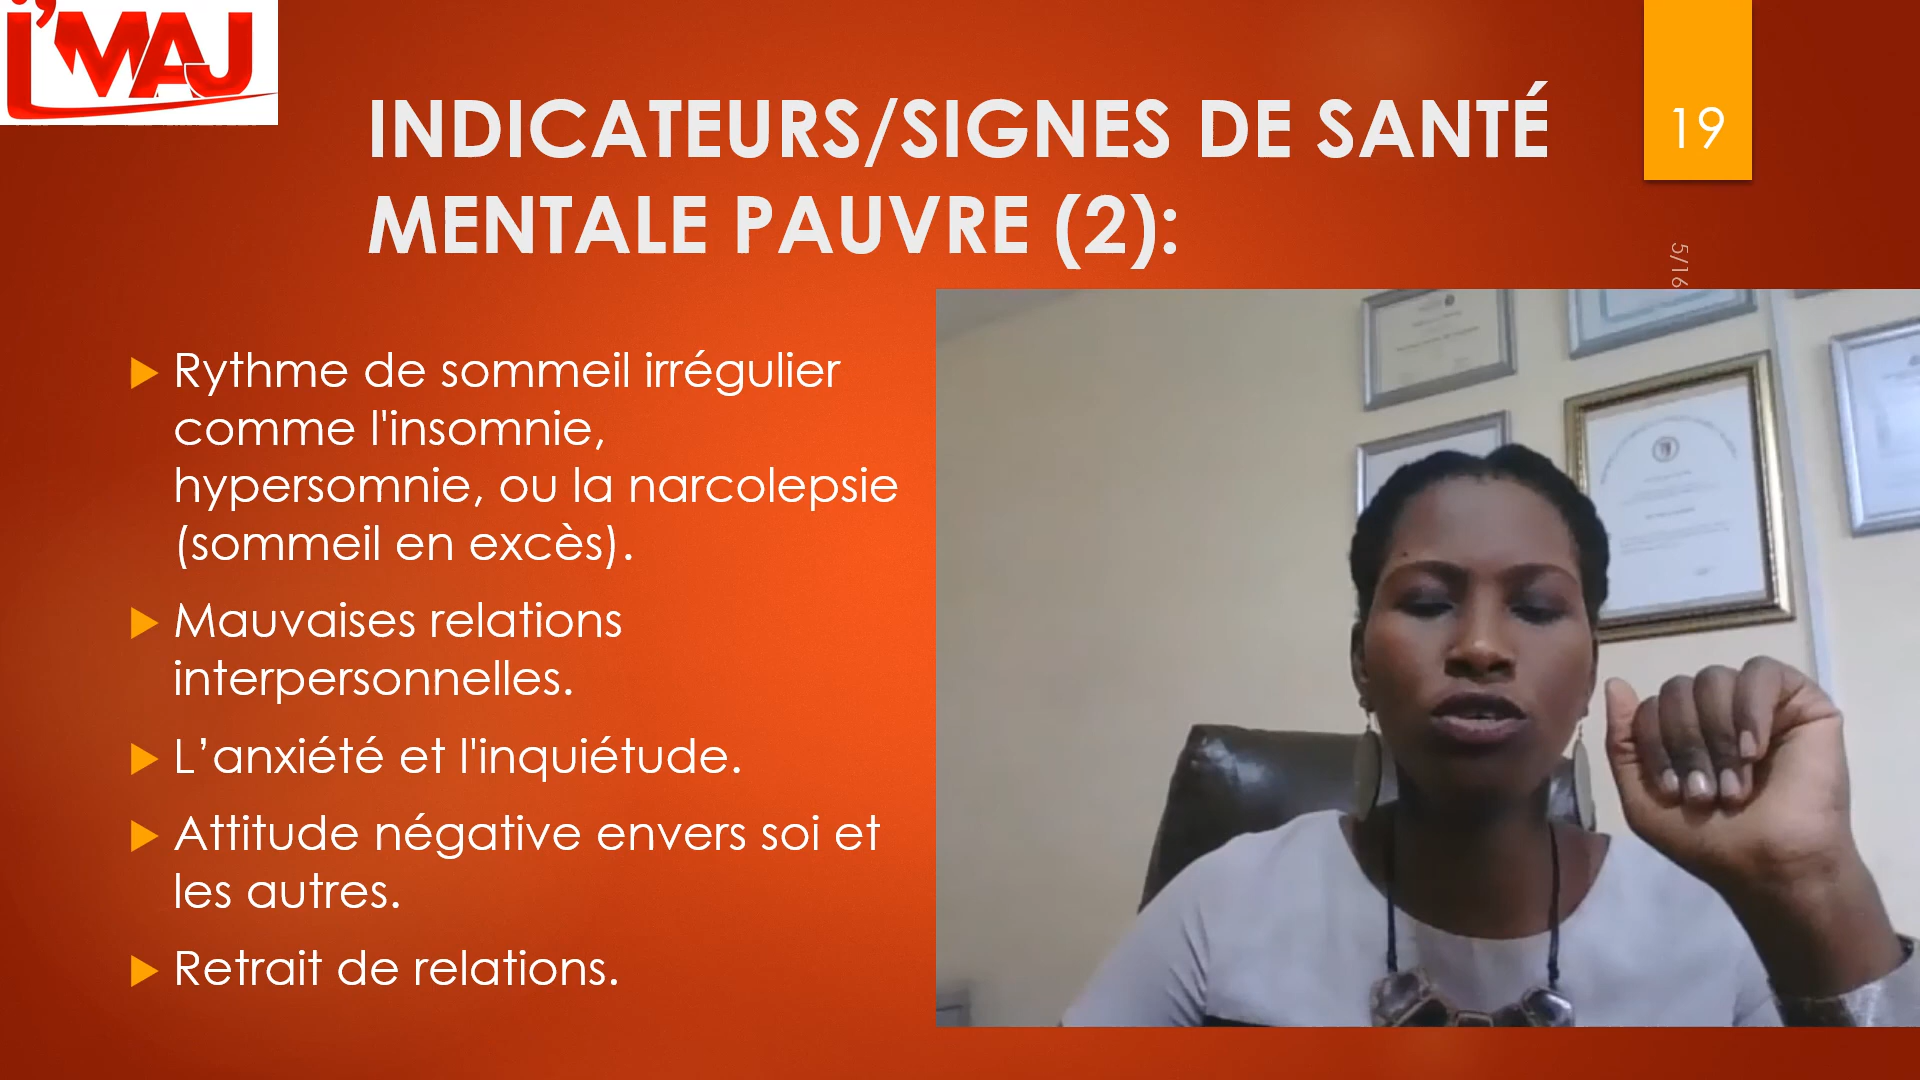 i'MAJ
INDICATEURS/SIGNES DE SANTÉ
MENTALE PAUVRE (2):
19
5/16
Rythme de sommeil irrégulier
comme l'insomnie,
hypersomnie, ou la narcolepsie
(sommeil en excès).
Mauvaises relations
interpersonnelles.
L’anxiété et l'inquiétude.
Attitude négative envers soi et
les autres.
Retrait de relations.